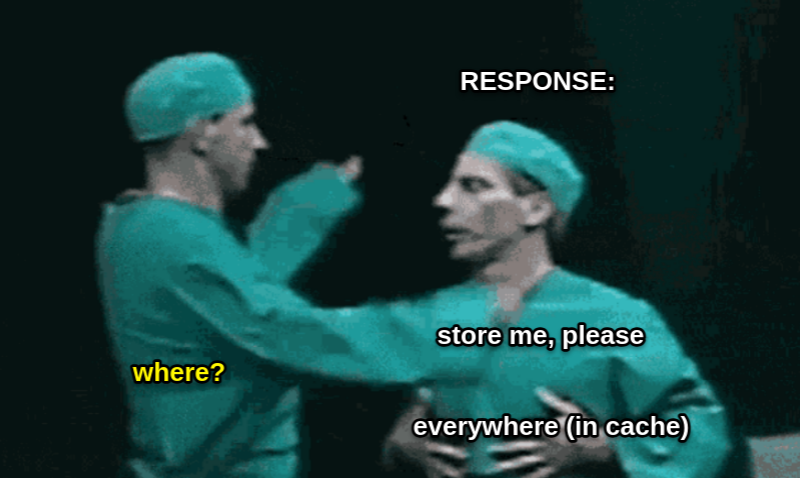 RESPONSE:
store me, please
where?
everywhere (in cache)